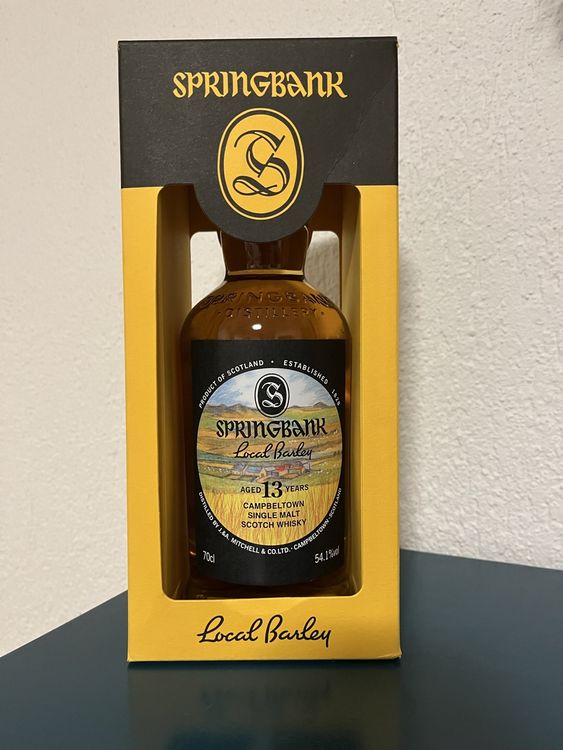 SPRINGBANK
S
SPRINGBANK
·DISTILLERY·
PRODUCT OF SCOTLAND • ESTABLISHED 1828
S
SPRINGBANK
Local Barley
AGED 13 YEARS
CAMPBELTOWN
SINGLE MALT
SCOTCH WHISKY
DISTILLED BY J.&A. MITCHELL & CO.LTD.·CAMPBELTOWN·SCOTLAND
70cl
54.1%vol
Local Barley